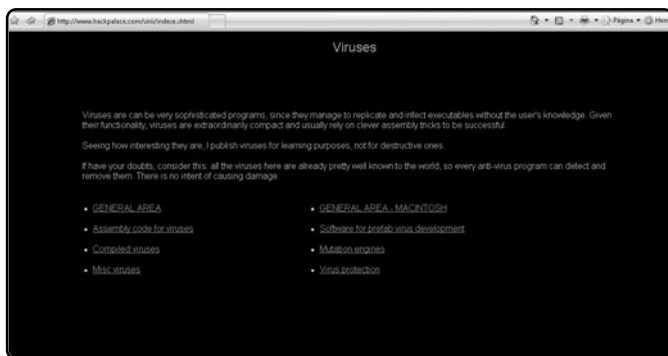 http://www.hackpalace.com/virii/indexe.shtml
Página
Viruses
Viruses are can be very sophisticated programs, since they manage to replicate and infect executables without the user's knowledge. Given
their functionality, viruses are extraordinarily compact and usually rely on clever assembly tricks to be successful.
Seeing how interesting they are, I publish viruses for learning purposes, not for destructive ones.
If have your doubts, consider this: all the viruses here are already pretty well known to the world, so every anti-virus program can detect and
remove them. There is no intent of causing damage.
GENERAL AREA
GENERAL AREA - MACINTOSH
Assembly code for viruses
Software for prefab virus development
Compiled viruses
Mutation engines
Misc viruses
Virus protection